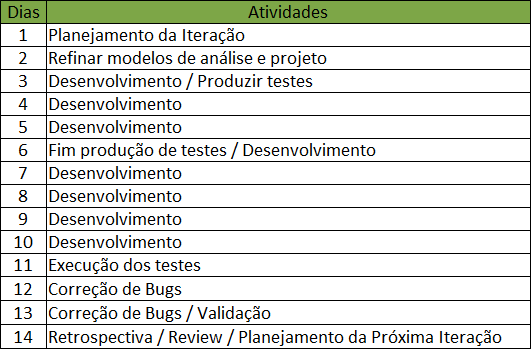 Dias Atividades
1 Planejamento da Iteração
2 Refinar modelos de análise e projeto
3 Desenvolvimento / Produzir testes
4 Desenvolvimento
5 Desenvolvimento
6 Fim produção de testes / Desenvolvimento
7 Desenvolvimento
8 Desenvolvimento
9 Desenvolvimento
10 Desenvolvimento
11 Execução dos testes
12 Correção de Bugs
13 Correção de Bugs / Validação
14 Retrospectiva / Review / Planejamento da Próxima Iteração